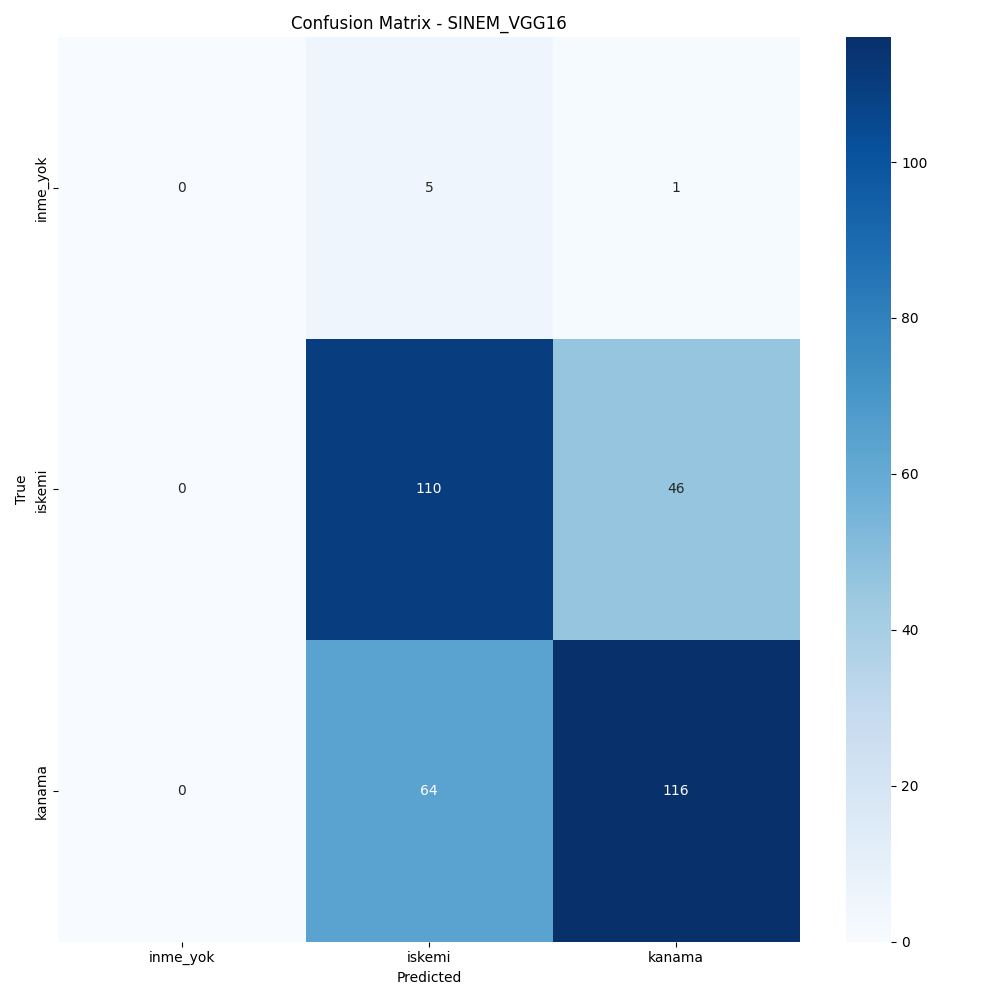 Confusion Matrix - SINEM_VGG16
True
inme_yok
0
5
1
iskemi
0
110
46
kanama
0
64
116
inme_yok
iskemi
kanama
Predicted
100
80
60
40
20
0